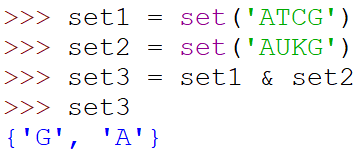 >>> set1 = set('ATCG')
>>> set2 = set('AUKG')
>>> set3 = set1 & set2
>>> set3
{'G', 'A'}